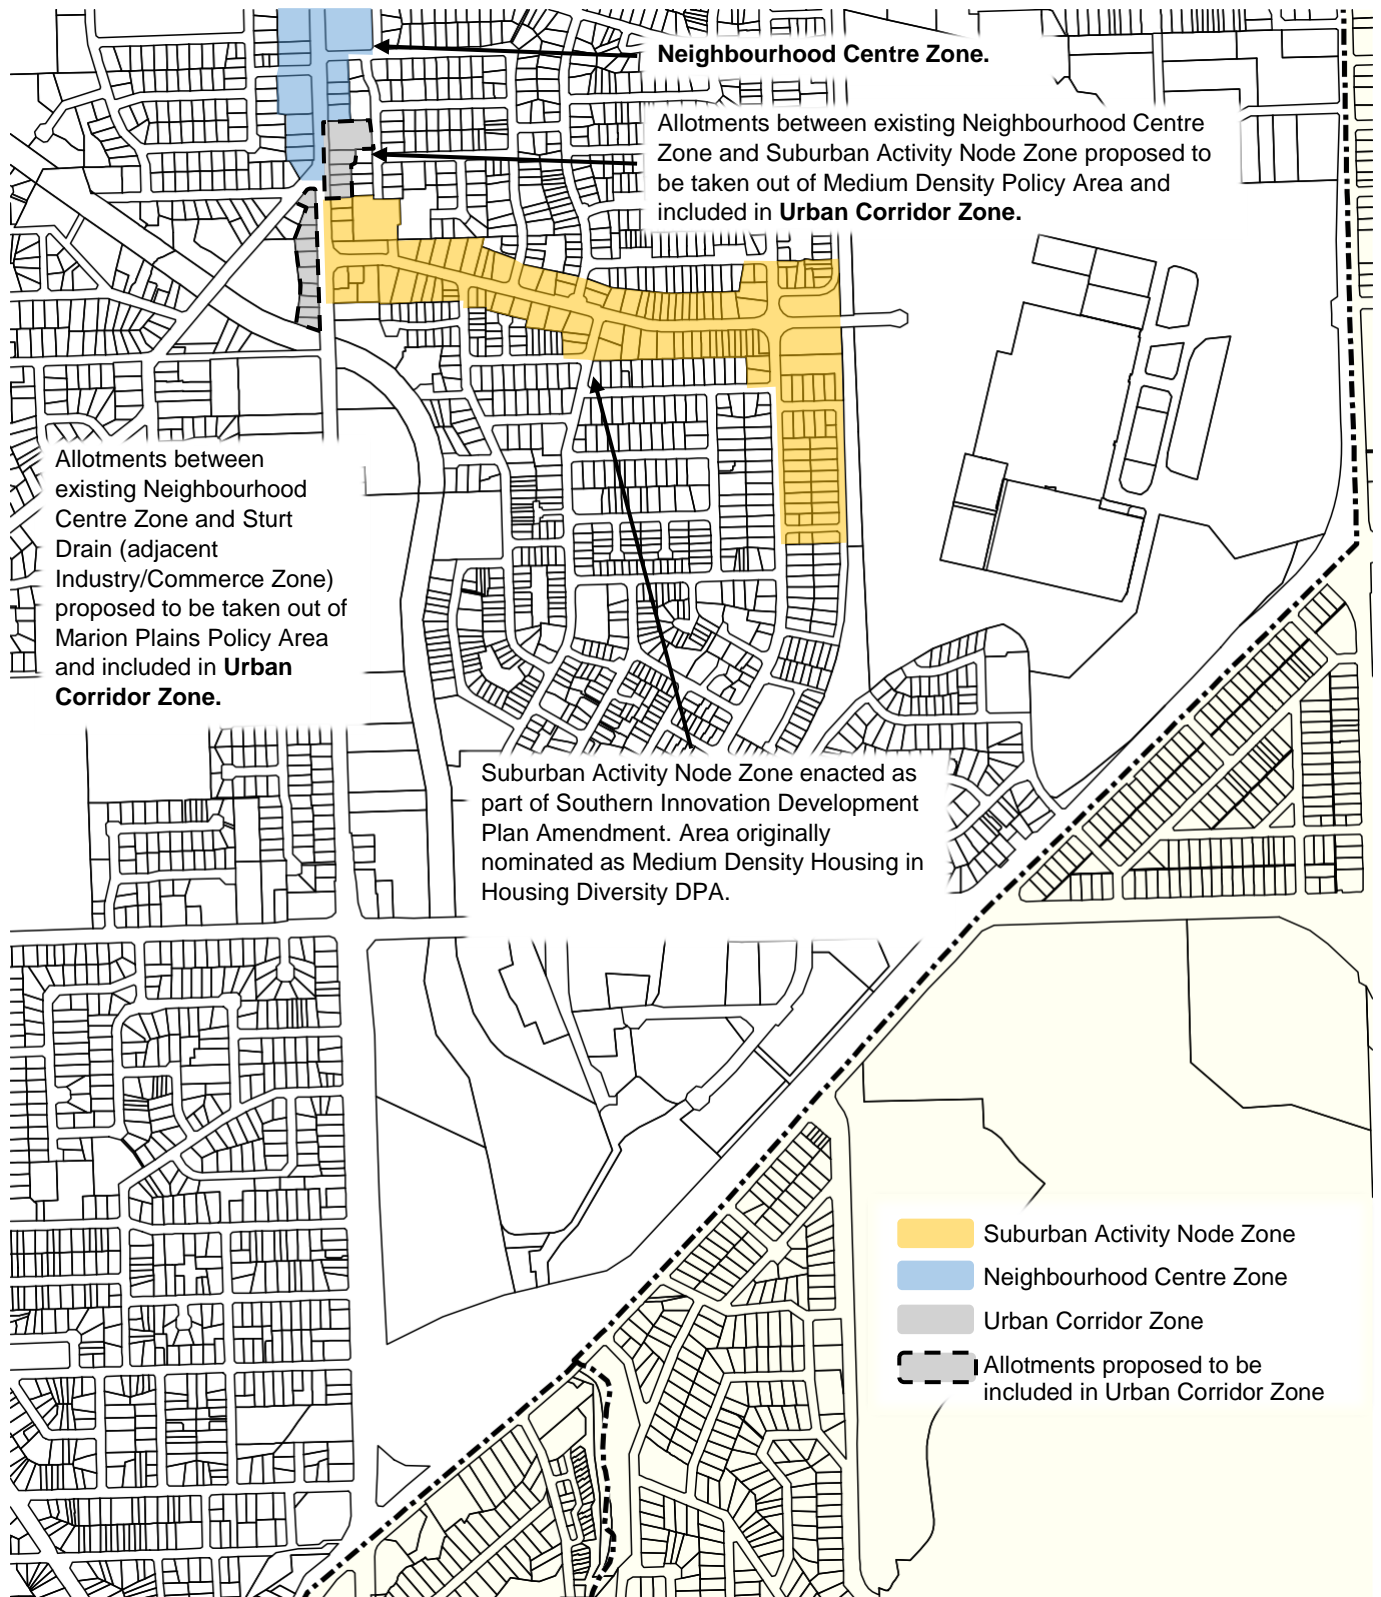 Neighbourhood Centre Zone.
Allotments between existing Neighbourhood Centre
Zone and Suburban Activity Node Zone proposed to
be taken out of Medium Density Policy Area and
included in Urban Corridor Zone.
Allotments between
existing Neighbourhood
Centre Zone and Sturt
Drain (adjacent
Industry/Commerce Zone)
proposed to be taken out of
Marion Plains Policy Area
and included in Urban
Corridor Zone.
Suburban Activity Node Zone enacted as
part of Southern Innovation Development
Plan Amendment. Area originally
nominated as Medium Density Housing in
Housing Diversity DPA.
Suburban Activity Node Zone
Neighbourhood Centre Zone
Urban Corridor Zone
Allotments proposed to be
included in Urban Corridor Zone